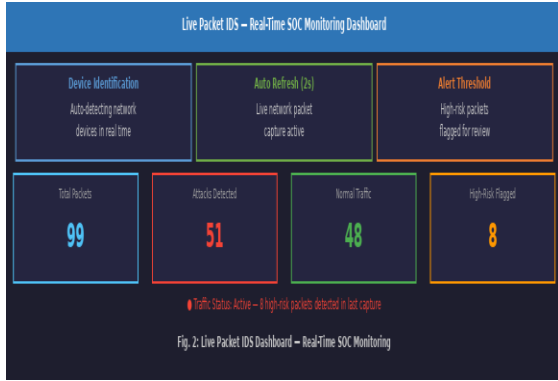 Live Packet IDS — Real-Time SOC Monitoring Dashboard
Device Identification
Auto-detecting network
devices in real time
Auto Refresh (2s)
Live network packet
capture active
Alert Threshold
High-risk packets
flagged for review
Total Packets
99
Attacks Detected
51
Normal Traffic
48
High-Risk Flagged
8
● Traffic Status: Active — 8 high-risk packets detected in last capture
Fig. 2: Live Packet IDS Dashboard — Real-Time SOC Monitoring